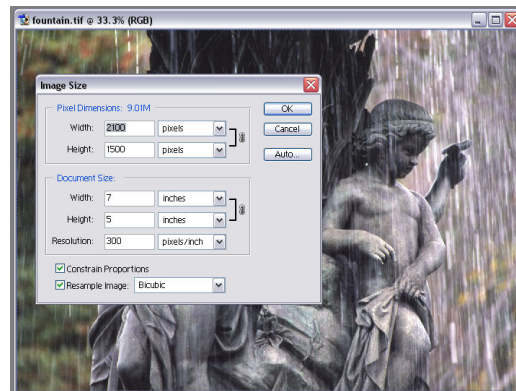 fountain.tif @ 33.3% (RGB)
Image Size
Pixel Dimensions: 9.01M
Width: 2100 pixels
Height: 1500 pixels
Document Size:
Width: 7 inches
Height: 5 inches
Resolution: 300 pixels/inch
Constrain Proportions
Resample Image: Bicubic
OK
Cancel
Auto...